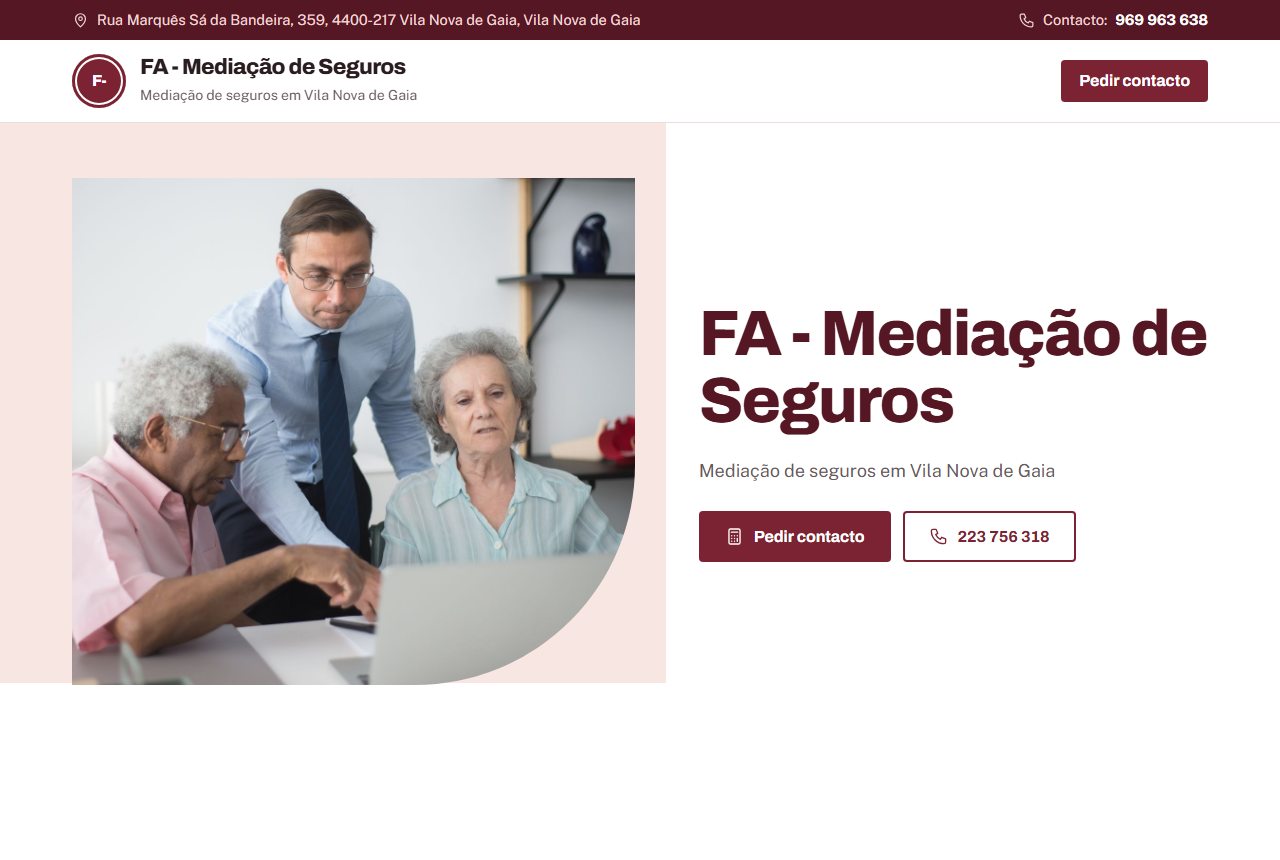 Rua Marquês Sá da Bandeira, 359, 4400-217 Vila Nova de Gaia, Vila Nova de Gaia
Contacto: 969 963 638
F-
FA - Mediação de Seguros
Mediação de seguros em Vila Nova de Gaia
Pedir contacto
FA - Mediação de
Seguros
Mediação de seguros em Vila Nova de Gaia
Pedir contacto
223 756 318